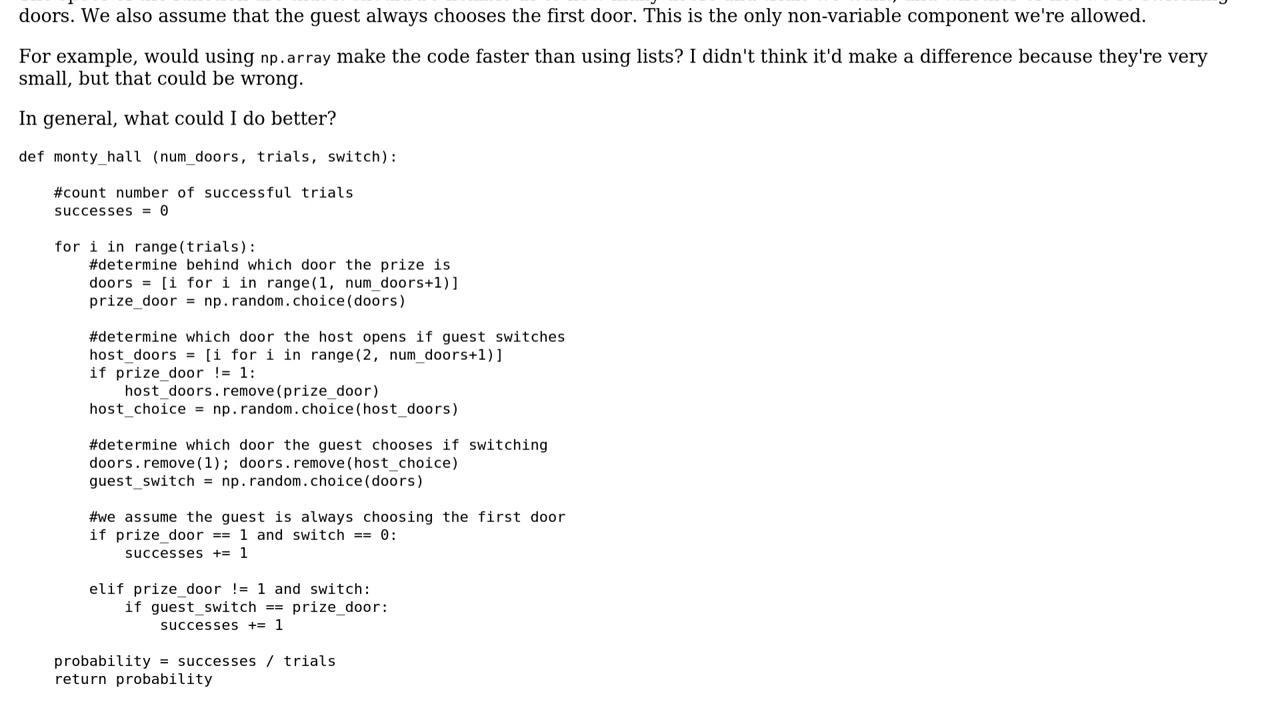 doors. We also assume that the guest always chooses the first door. This is the only non-variable component we're allowed.
For example, would using np.array make the code faster than using lists? I didn't think it'd make a difference because they're very
small, but that could be wrong.
In general, what could I do better?
def monty_hall (num_doors, trials, switch):
    #count number of successful trials
    successes = 0
    for i in range(trials):
        #determine behind which door the prize is
        doors = [i for i in range(1, num_doors+1)]
        prize_door = np.random.choice(doors)
        #determine which door the host opens if guest switches
        host_doors = [i for i in range(2, num_doors+1)]
        if prize_door != 1:
            host_doors.remove(prize_door)
        host_choice = np.random.choice(host_doors)
        #determine which door the guest chooses if switching
        doors.remove(1); doors.remove(host_choice)
        guest_switch = np.random.choice(doors)
        #we assume the guest is always choosing the first door
        if prize_door == 1 and switch == 0:
            successes += 1
        elif prize_door != 1 and switch:
            if guest_switch == prize_door:
                successes += 1
    probability = successes / trials
    return probability